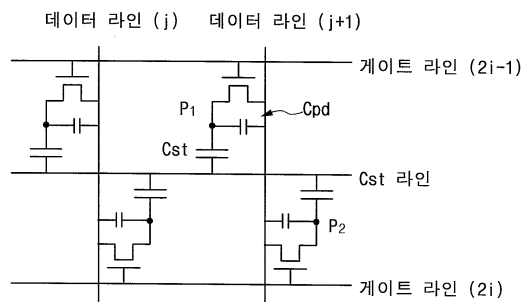 데이터 라인 (j) 데이터 라인 (j+1)
게이트 라인 (2i-1)
P1
Cpd
Cst
Cst 라인
P2
게이트 라인 (2i)